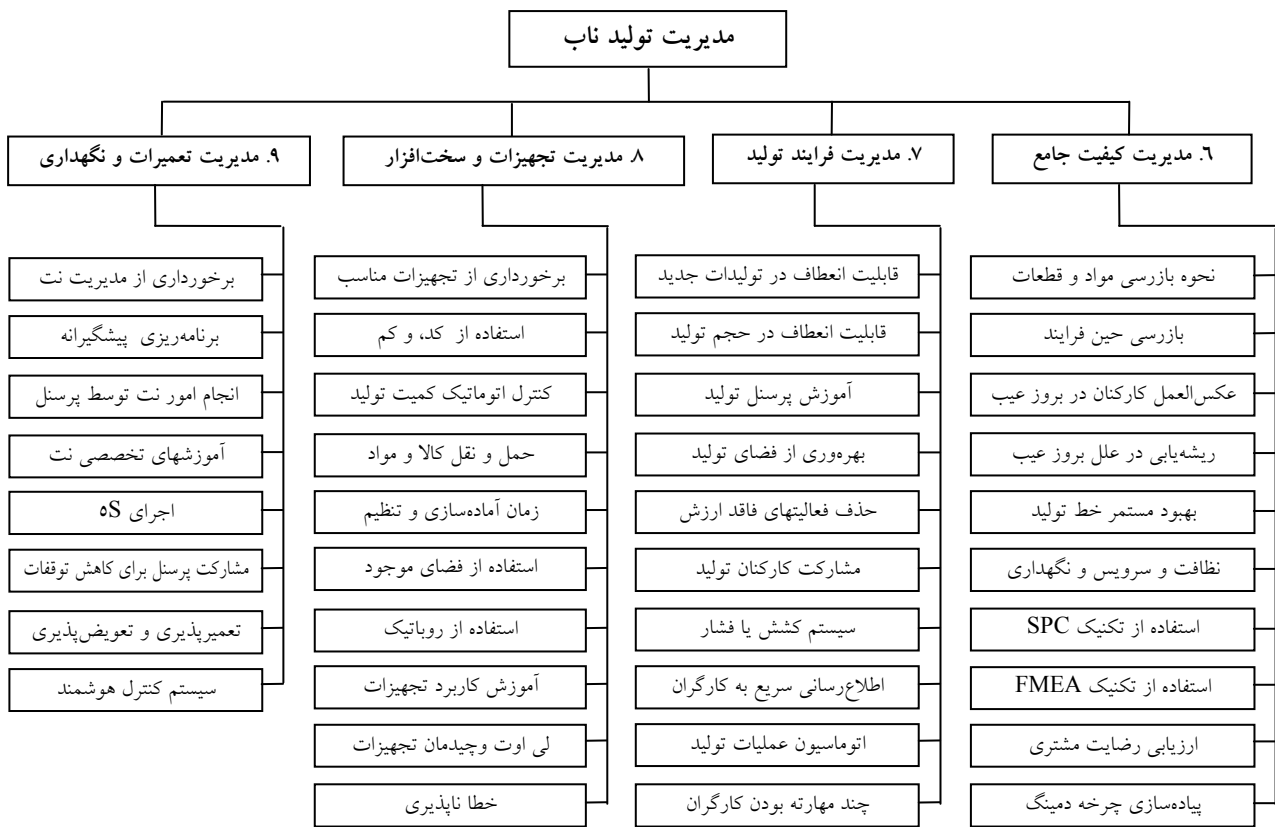 مدیریت تولید ناب
٦. مدیریت کیفیت جامع
٧. مدیریت فرایند تولید
٨. مدیریت تجهیزات و سخت‌افزار
٩. مدیریت تعمیرات و نگهداری
نحوه بازرسی مواد و قطعات
بازرسی حین فرایند
عکس‌العمل کارکنان در بروز عیب
ریشه‌یابی در علل بروز عیب
بهبود مستمر خط تولید
نظافت و سرویس و نگهداری
استفاده از تکنیک SPC
استفاده از تکنیک FMEA
ارزیابی رضایت مشتری
پیاده‌سازی چرخه دمینگ
قابلیت انعطاف در تولیدات جدید
قابلیت انعطاف در حجم تولید
آموزش پرسنل تولید
بهره‌وری از فضای تولید
حذف فعالیتهای فاقد ارزش
مشارکت کارکنان تولید
سیستم کشش یا فشار
اطلاع‌رسانی سریع به کارگران
اتوماسیون عملیات تولید
چند مهارته بودن کارگران
برخورداری از تجهیزات مناسب
استفاده از کد، و کم
کنترل اتوماتیک کمیت تولید
حمل و نقل کالا و مواد
زمان آماده‌سازی و تنظیم
استفاده از فضای موجود
استفاده از روباتیک
آموزش کاربرد تجهیزات
لی اوت وچیدمان تجهیزات
خطا ناپذیری
برخورداری از مدیریت نت
برنامه‌ریزی پیشگیرانه
انجام امور نت توسط پرسنل
آموزشهای تخصصی نت
اجرای ٥S
مشارکت پرسنل برای کاهش توقفات
تعمیرپذیری و تعویض‌پذیری
سیستم کنترل هوشمند